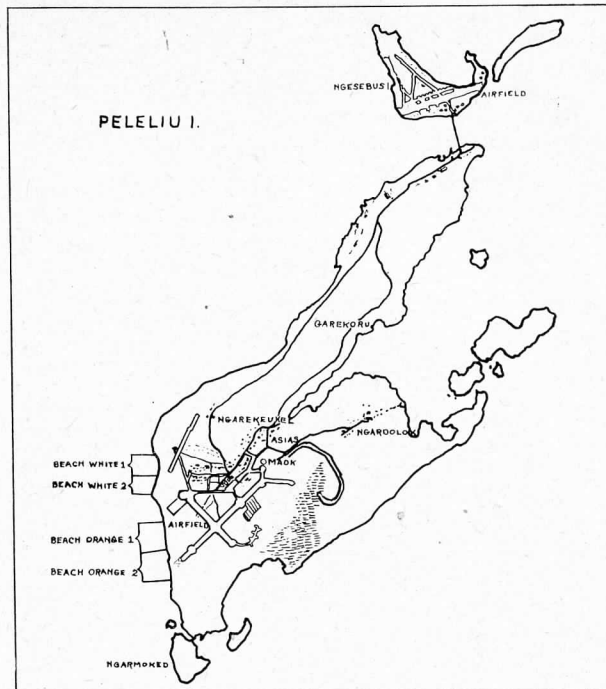 NGESEBUS I.
AIRFIELD
PELELIU I.
GAREKORU
NGAREKEUKL
ASIAS
NGARDOLOLOK
OMAOK
BEACH WHITE 1
BEACH WHITE 2
AIRFIELD
BEACH ORANGE 1
BEACH ORANGE 2
NGARMOKED